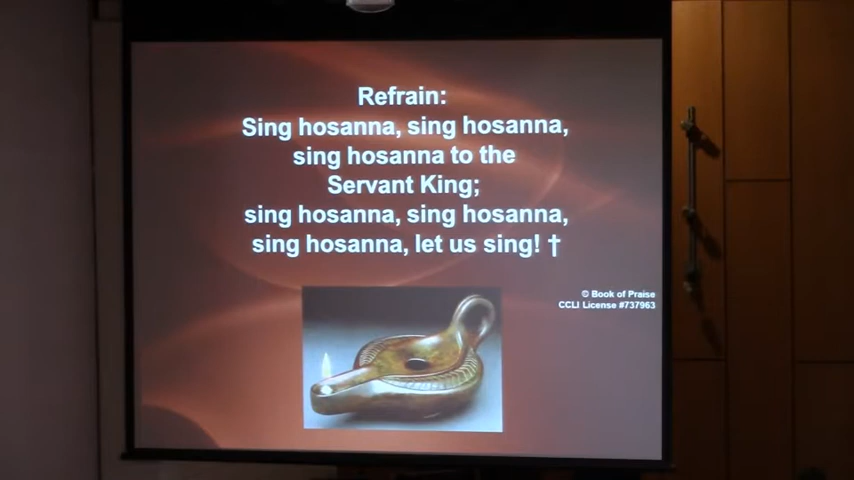 Refrain:
Sing hosanna, sing hosanna,
sing hosanna to the
Servant King;
sing hosanna, sing hosanna,
sing hosanna, let us sing! †
© Book of Praise
CCLI License #737963